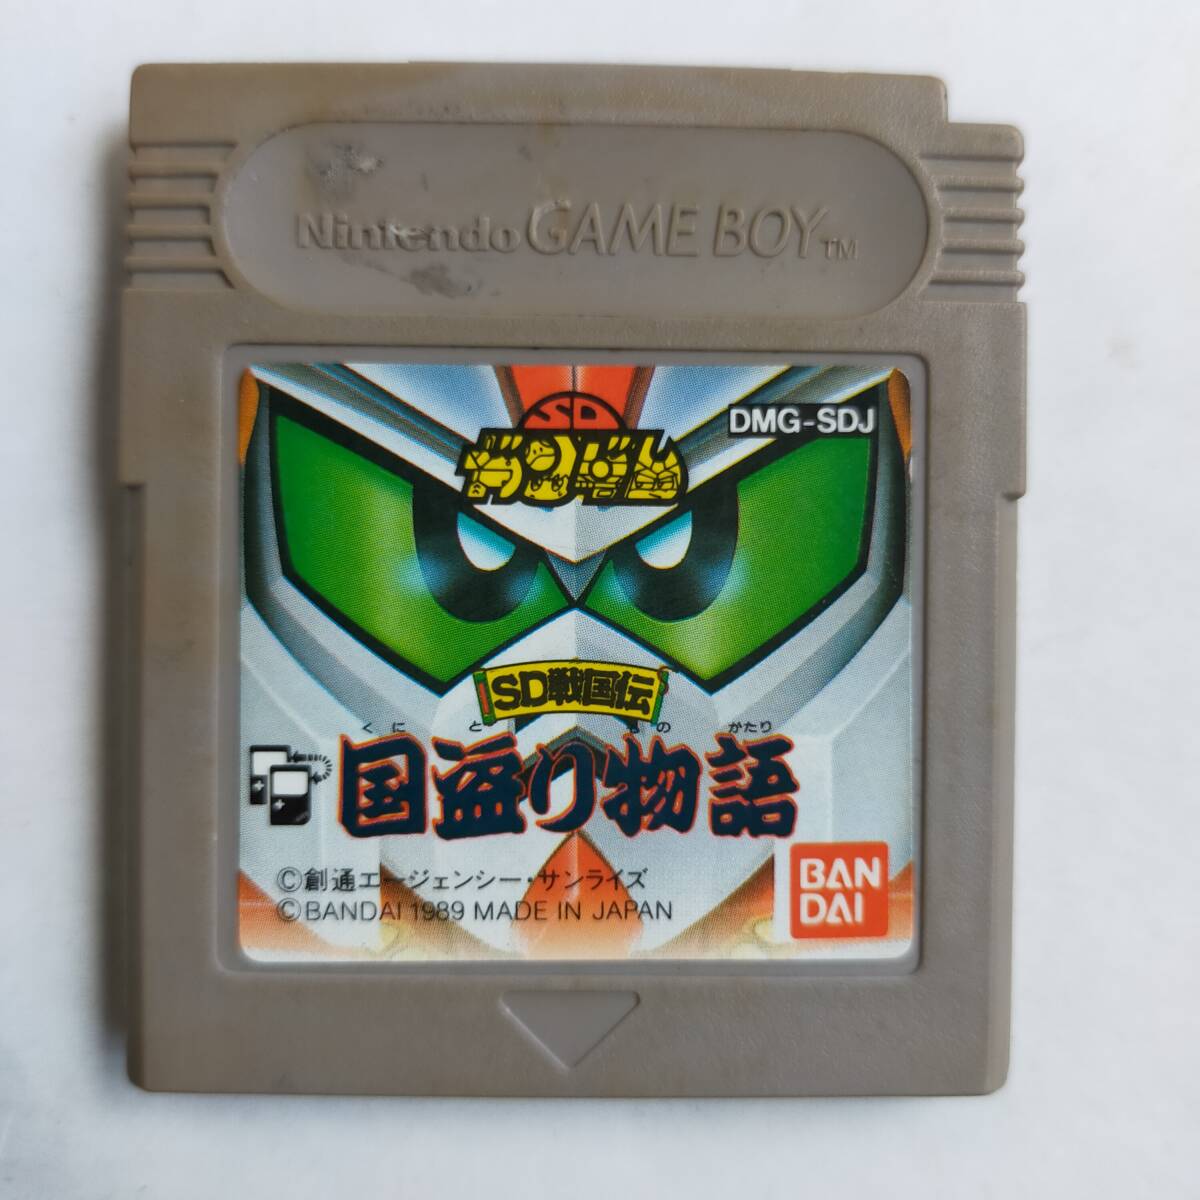 Nintendo GAME BOY TM
DMG-SDJ
SD
ガンダム
SD戦国伝
くに と もの がたり
国盗り物語
©創通エージェンシー・サンライズ
©BANDAI 1989 MADE IN JAPAN
BAN
DAI